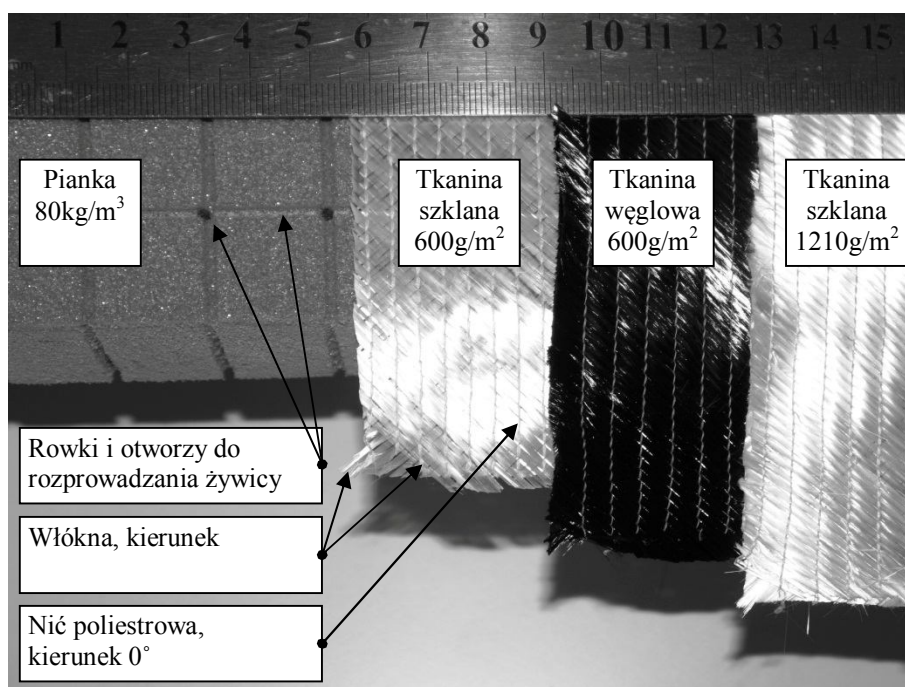 1 2 3 4 5 6 7 8 9 10 11 12 13 14 15
Pianka
80kg/m³
Tkanina
szklana
600g/m²
Tkanina
węglowa
600g/m²
Tkanina
szklana
1210g/m²
Rowki i otworzy do
rozprowadzania żywicy
Włókna, kierunek
Nić poliestrowa,
kierunek 0˚